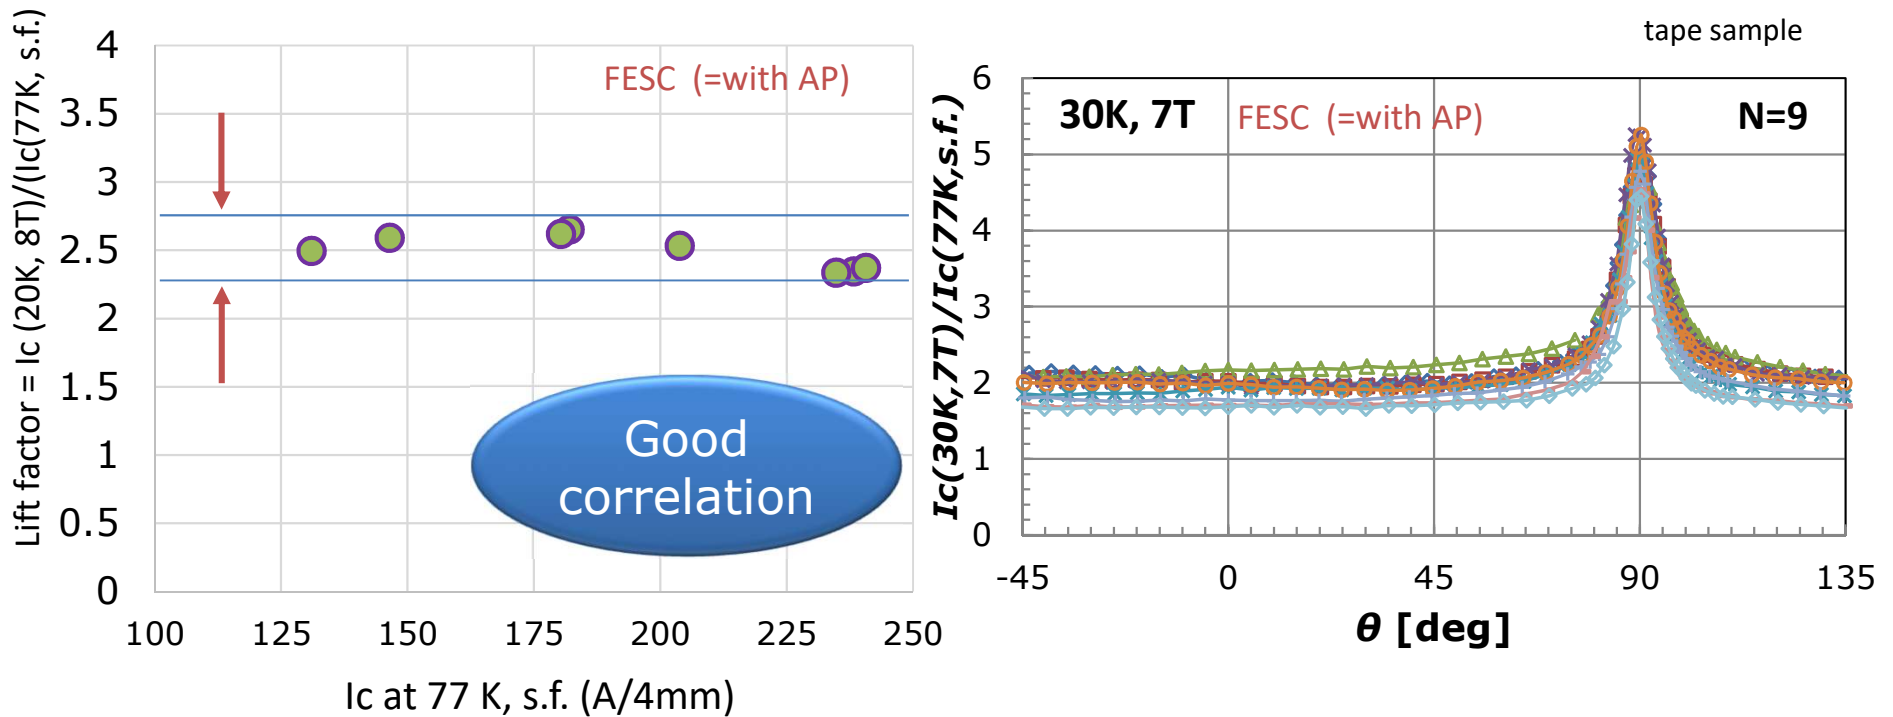 Lift factor = Ic (20K, 8T)/(Ic(77K, s.f.)
4
3.5
3
2.5
2
1.5
1
0.5
0
FESC (=with AP)
Good
correlation
100 125 150 175 200 225 250
Ic at 77 K, s.f. (A/4mm)
tape sample
Ic(30K,7T)/Ic(77K,s.f.)
6
5
4
3
2
1
0
30K, 7T FESC (=with AP) N=9
-45 0 45 90 135
θ [deg]